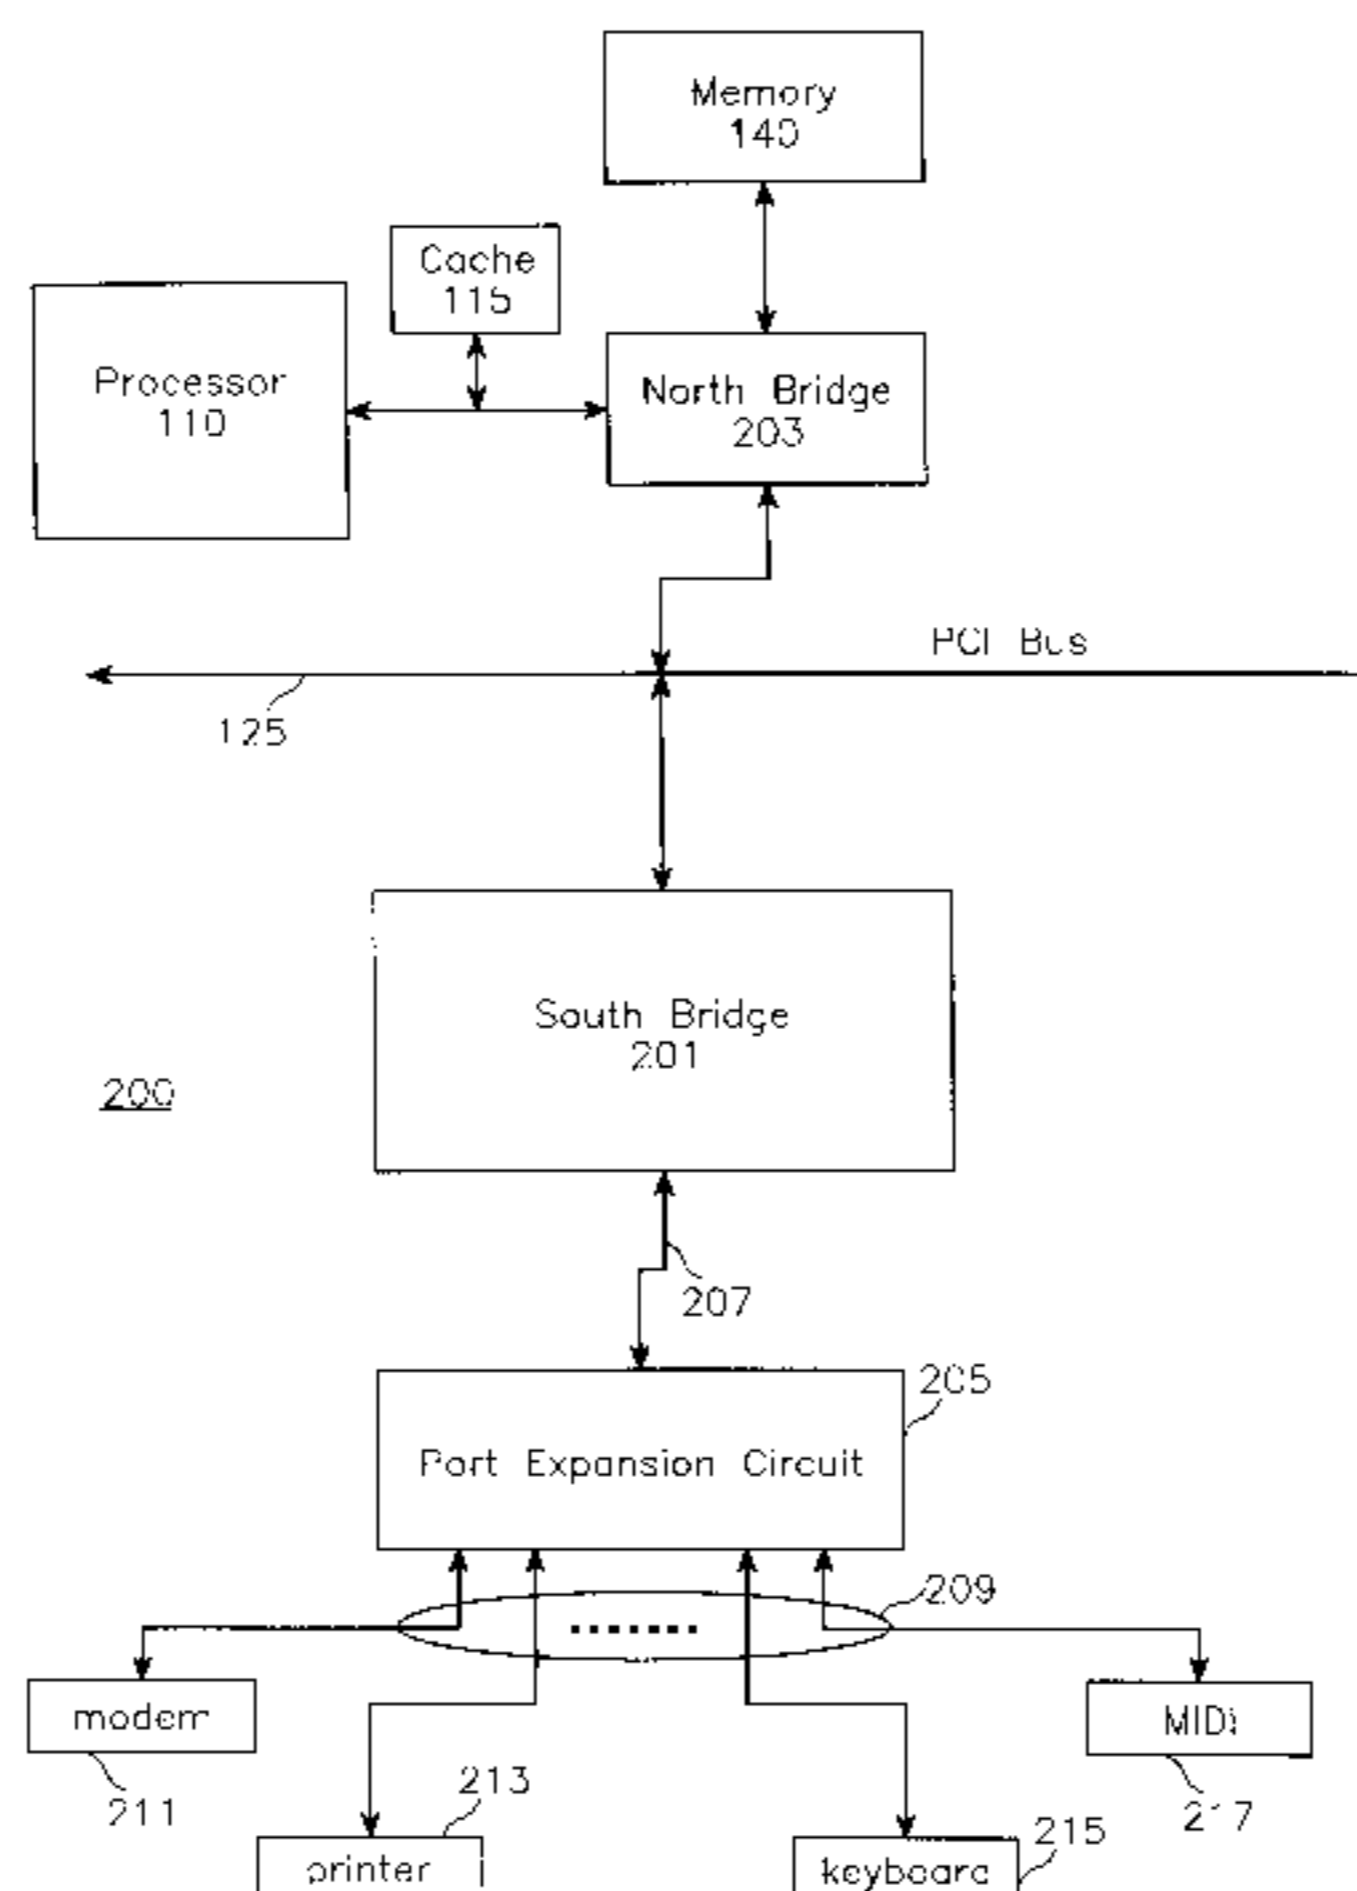 Memory
140
Cache
115
Processor
110
North Bridge
203
PCI Bus
125
South Bridge
201
200
207
205
Port Expansion Circuit
209
modem
MIDI
211
213
217
printer
keyboard
215